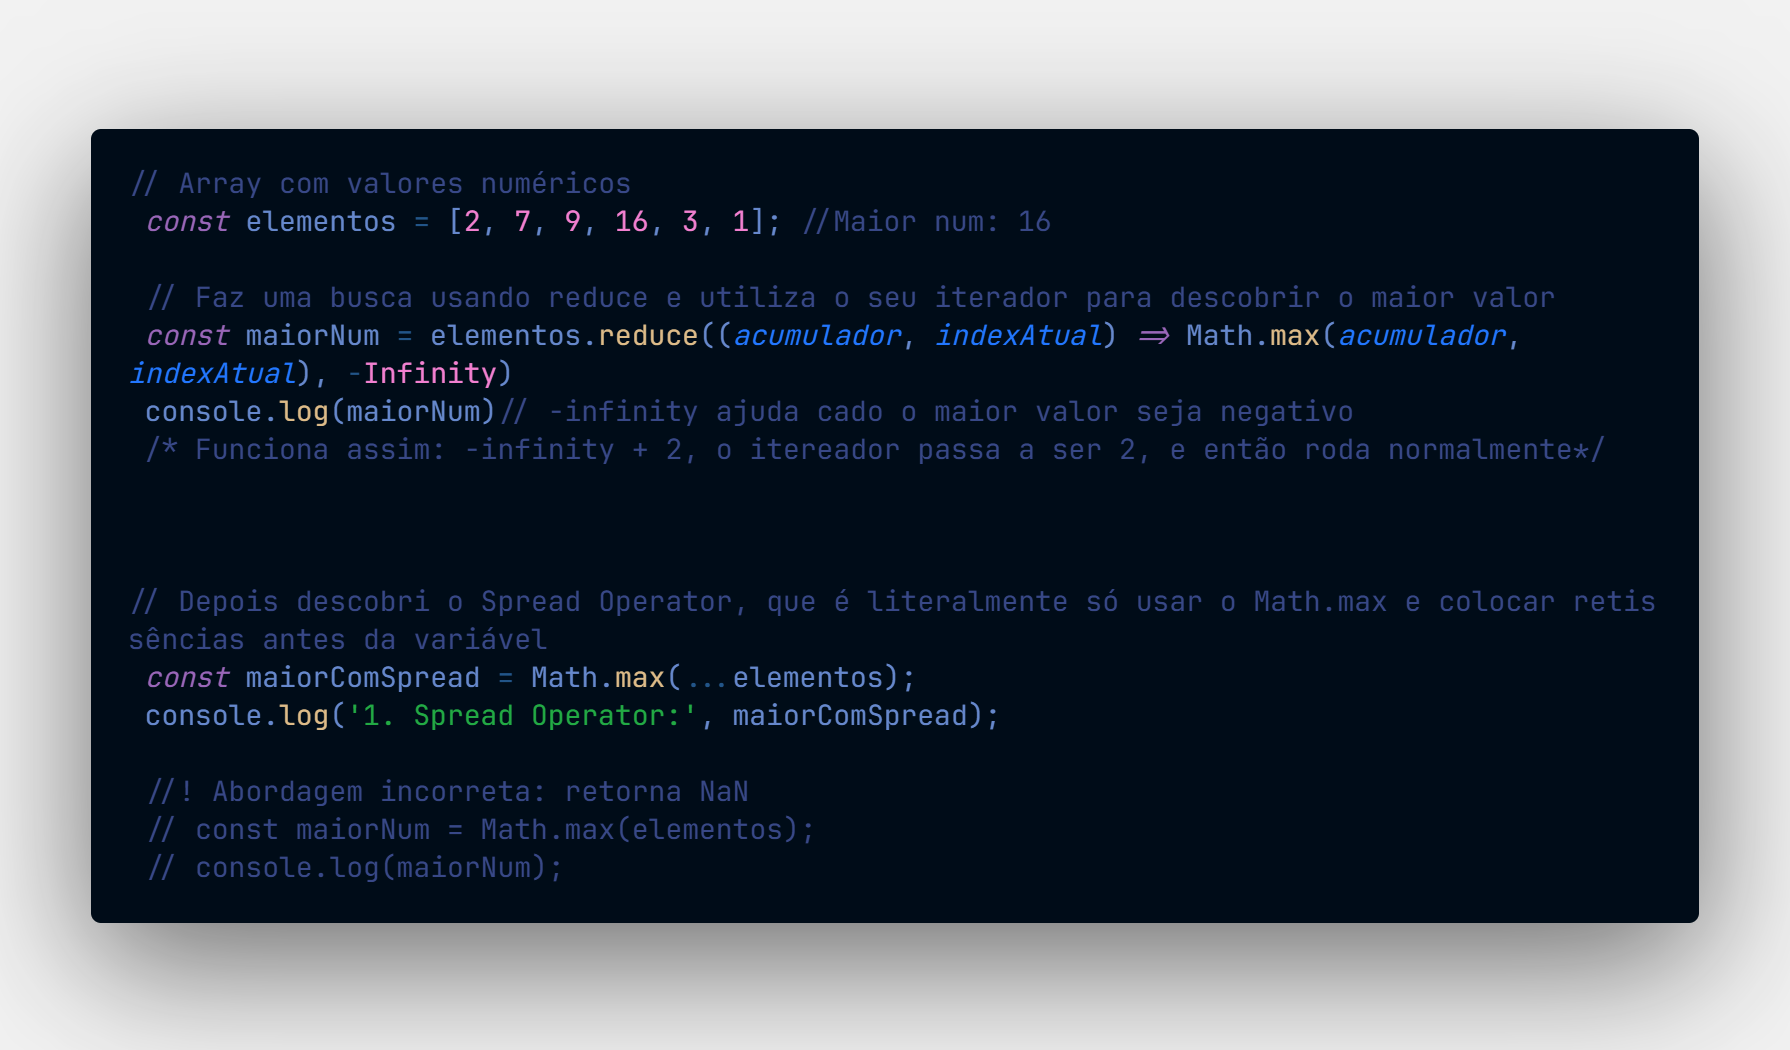 // Array com valores numéricos
const elementos = [2, 7, 9, 16, 3, 1]; //Maior num: 16
// Faz uma busca usando reduce e utiliza o seu iterador para descobrir o maior valor
const maiorNum = elementos.reduce((acumulador, indexAtual) => Math.max(acumulador,
indexAtual), -Infinity)
console.log(maiorNum)// -infinity ajuda cado o maior valor seja negativo
/* Funciona assim: -infinity + 2, o itereador passa a ser 2, e então roda normalmente*/
// Depois descobri o Spread Operator, que é literalmente só usar o Math.max e colocar retis
sências antes da variável
const maiorComSpread = Math.max(...elementos);
console.log('1. Spread Operator:', maiorComSpread);
//! Abordagem incorreta: retorna NaN
// const maiorNum = Math.max(elementos);
// console.log(maiorNum);